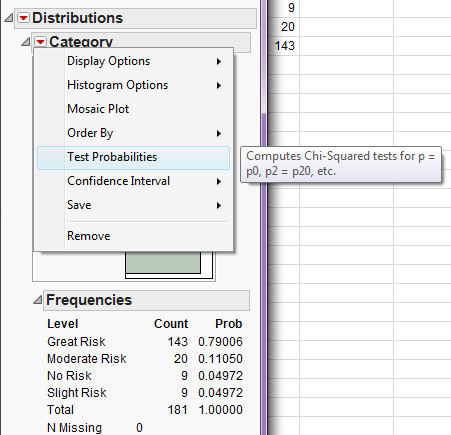 Distributions
Category
Display Options
Histogram Options
Mosaic Plot
Order By
Test Probabilities
Confidence Interval
Save
Remove
Computes Chi-Squared tests for p =
p0, p2 = p20, etc.
9
20
143
Frequencies
Level Count Prob
Great Risk 143 0.79006
Moderate Risk 20 0.11050
No Risk 9 0.04972
Slight Risk 9 0.04972
Total 181 1.00000
N Missing 0